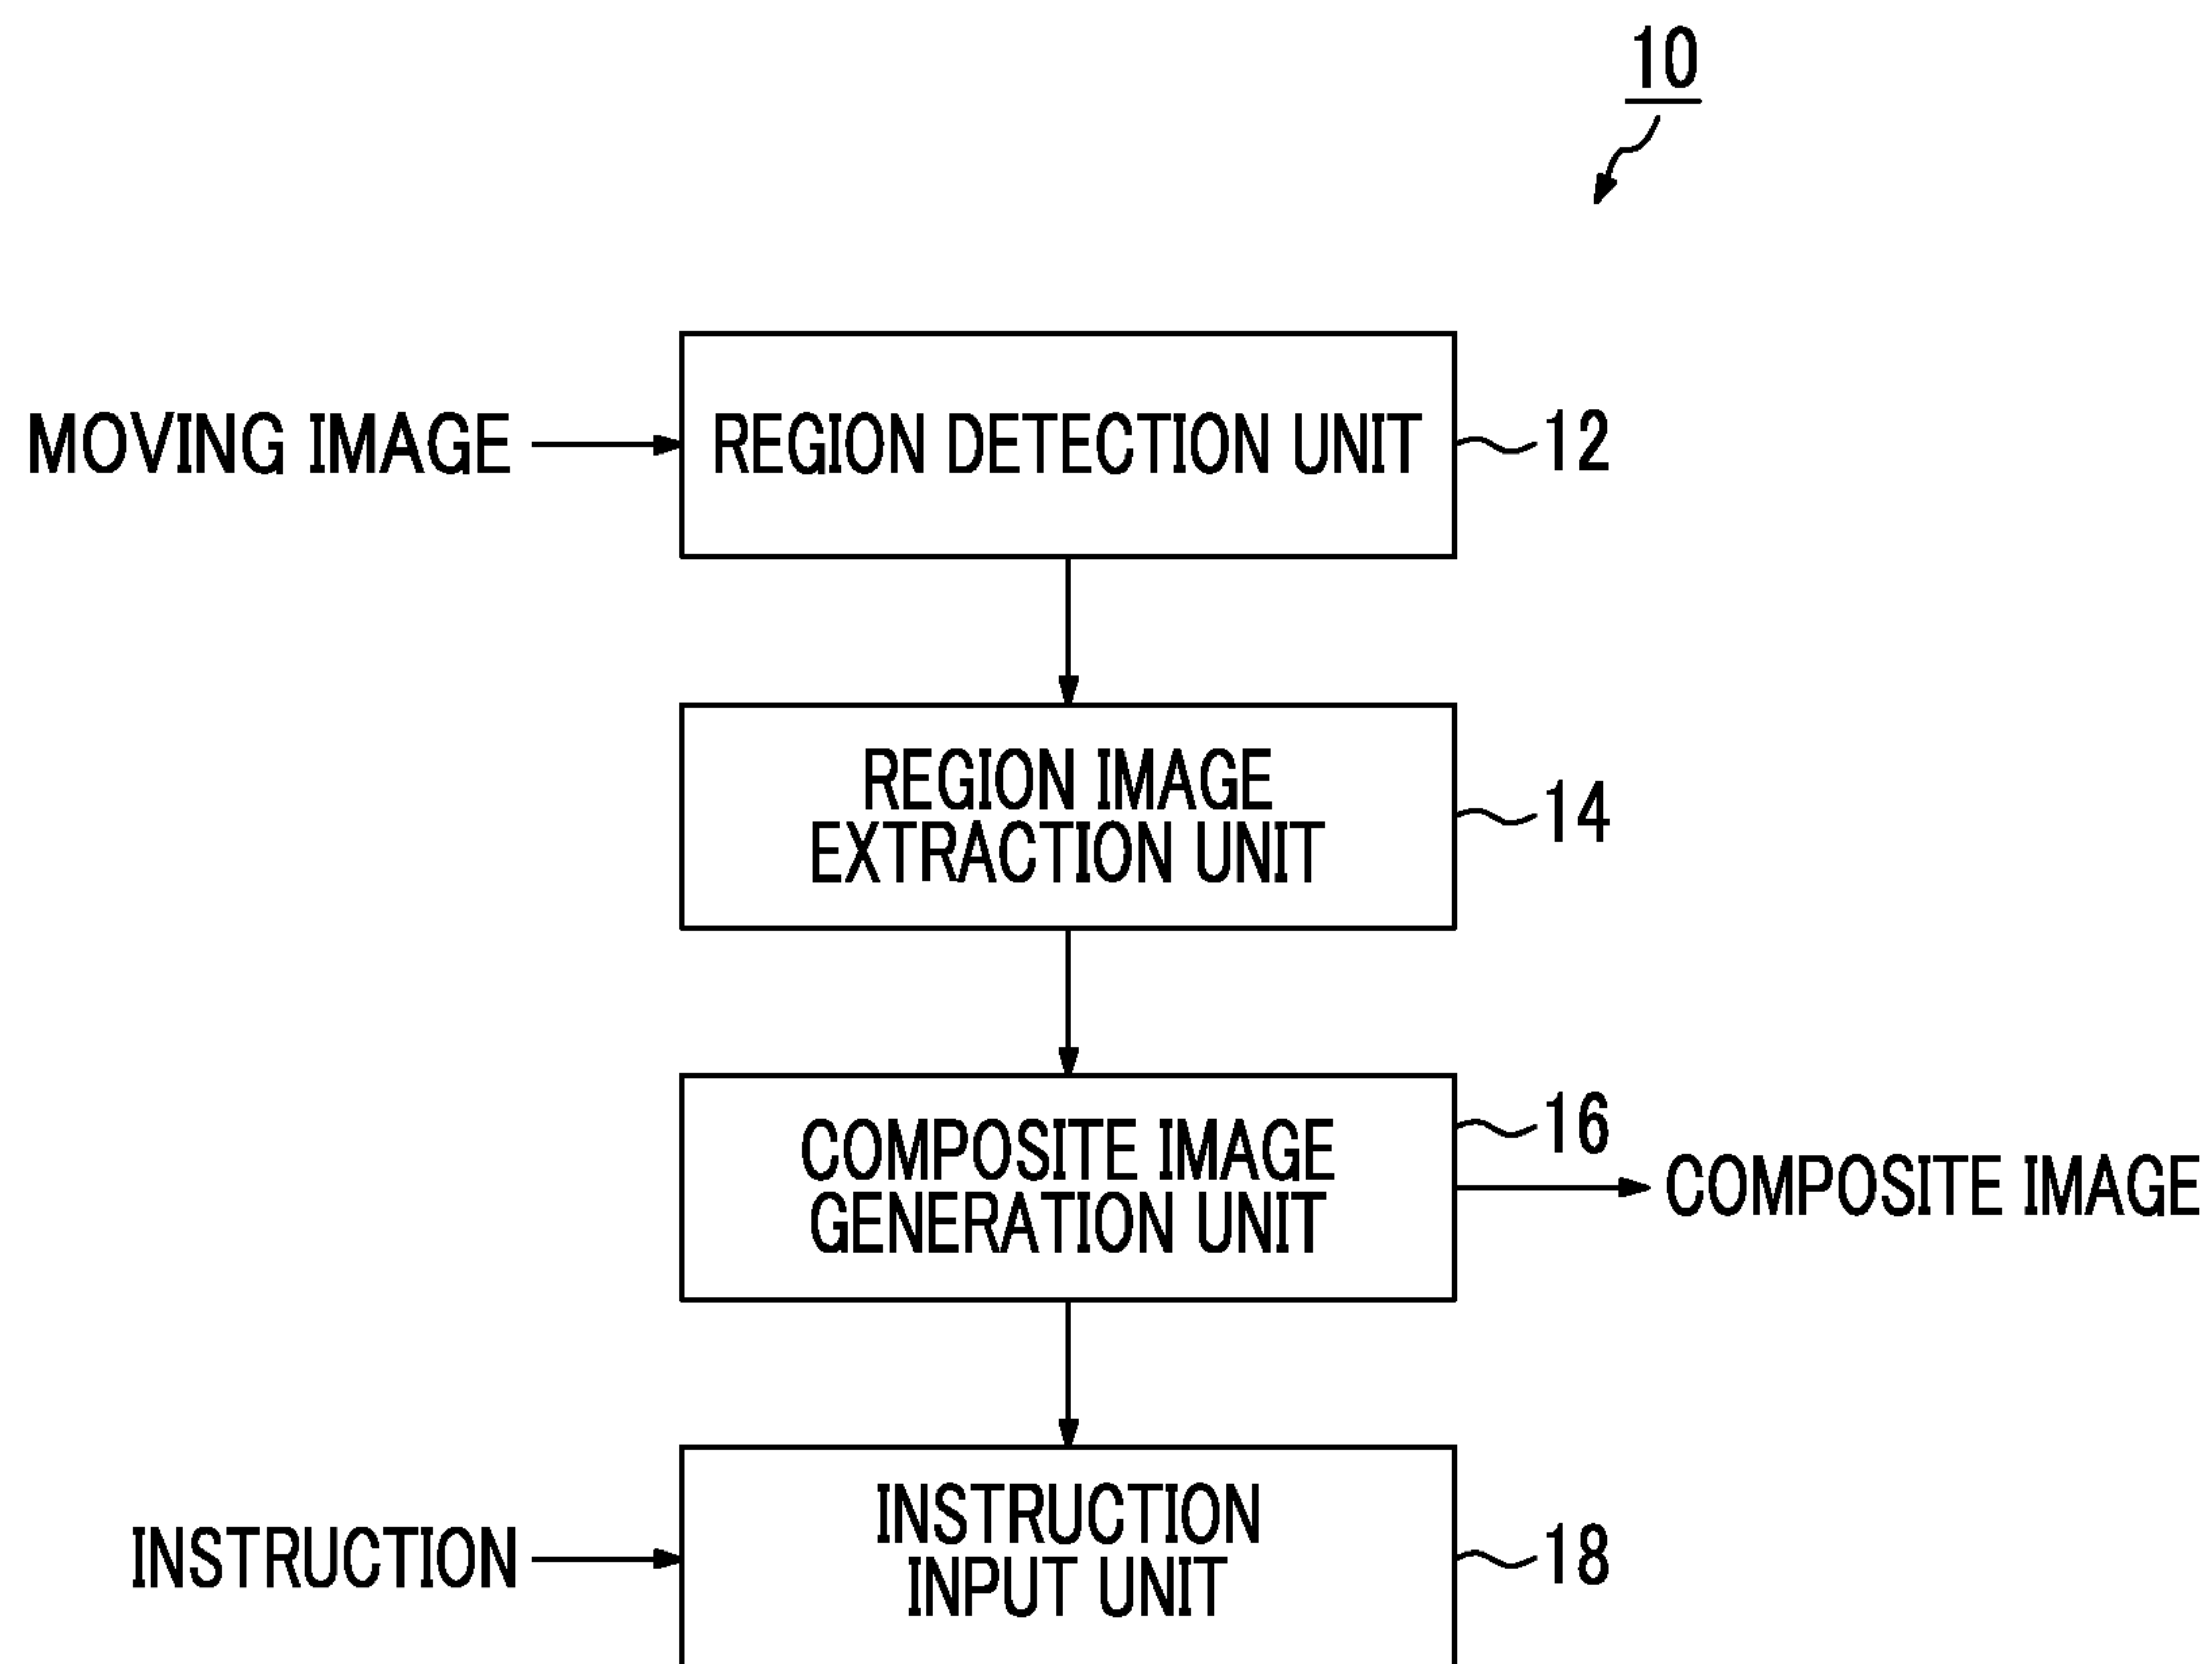 10
MOVING IMAGE
REGION DETECTION UNIT
12
REGION IMAGE
EXTRACTION UNIT
14
COMPOSITE IMAGE
GENERATION UNIT
16
COMPOSITE IMAGE
INSTRUCTION
INSTRUCTION
INPUT UNIT
18